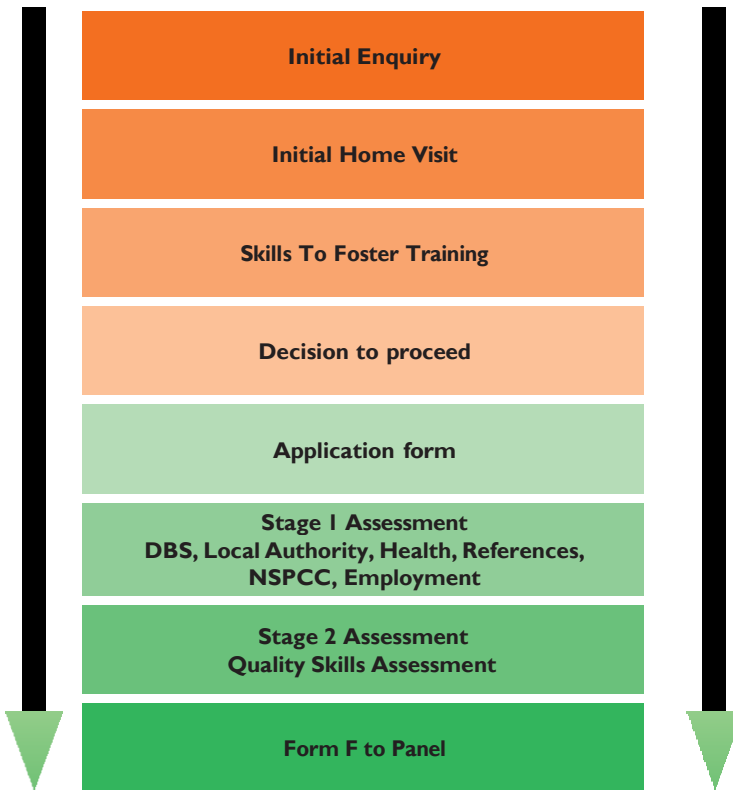 Initial Enquiry
Initial Home Visit
Skills To Foster Training
Decision to proceed
Application form
Stage 1 Assessment
DBS, Local Authority, Health, References,
NSPCC, Employment
Stage 2 Assessment
Quality Skills Assessment
Form F to Panel